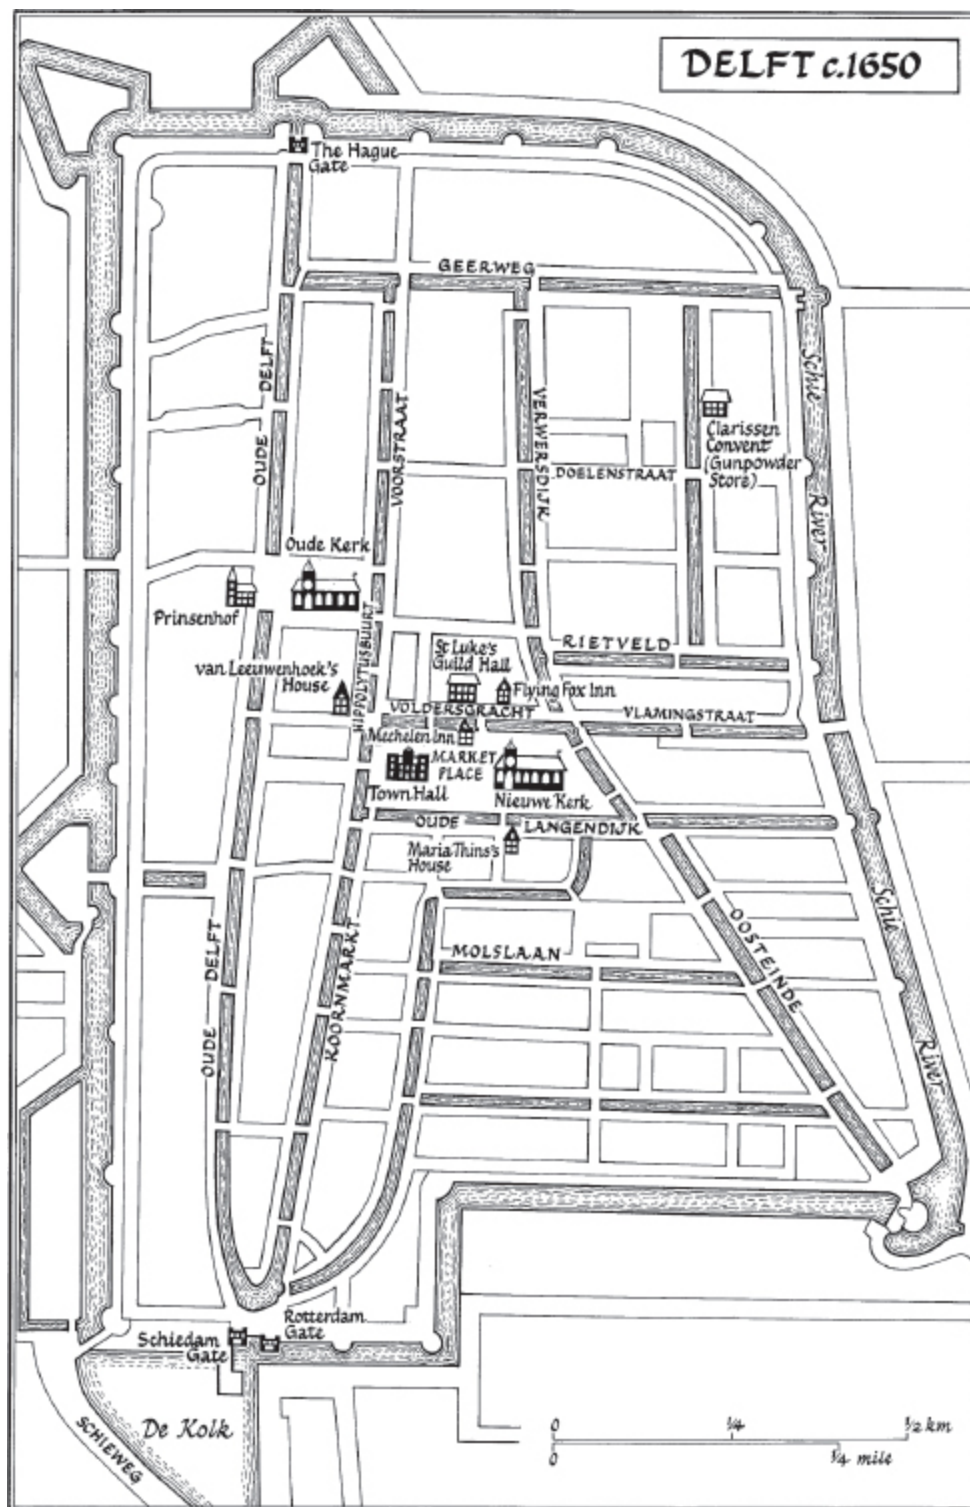 DELFT c.1650
The Hague
Gate
GEERWEG
OUDE DELFT
VOORSTRAAT
VERWERSDIJK
Schie River
Clarissen
Convent
(Gunpowder
Store)
DOELENSTRAAT
Oude Kerk
Prinsenhof
HIPPOLYTUSBUURT
RIETVELD
St Luke's
Guild Hall
van Leeuwenhoek's
House
Flying Fox Inn
VOLDERSGRACHT
VLAMINGSTRAAT
Mechelen Inn
MARKET
PLACE
Town Hall
Nieuwe Kerk
OUDE LANGENDIJK
Maria Thins's
House
Schie River
OUDE DELFT
KOORNMARKT
MOLSLAAN
OOSTEINDE
Rotterdam
Gate
Schiedam
Gate
De Kolk
SCHIEWEG
0 1/4 1/2 km
0 1/4 mile